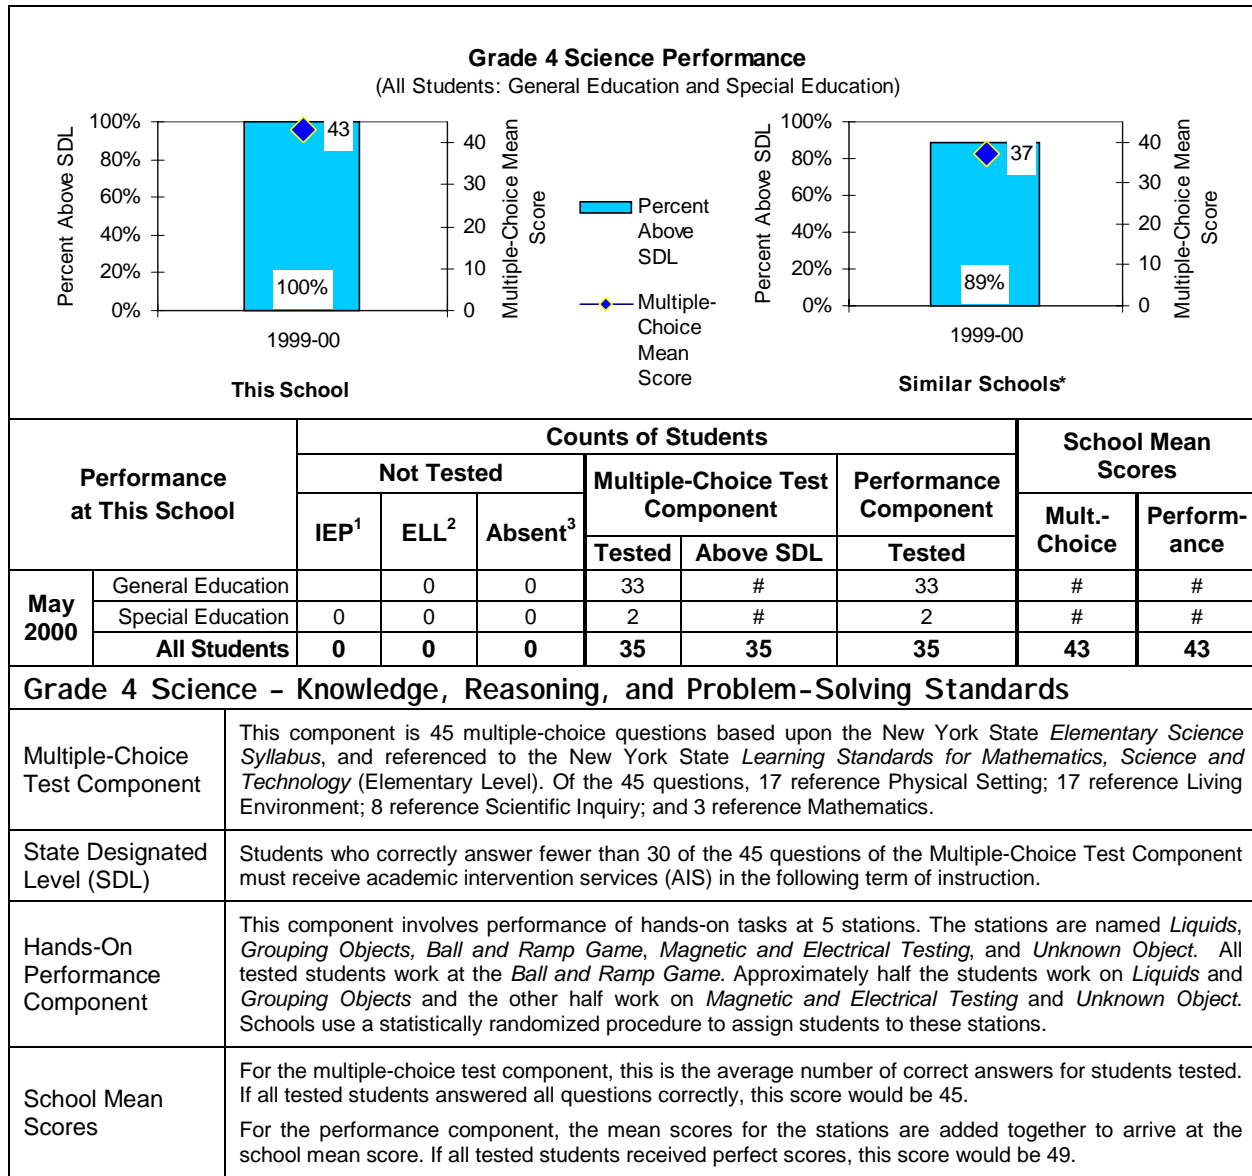 Grade 4 Science Performance
(All Students: General Education and Special Education)
Percent Above SDL
100%
80%
60%
40%
20%
0%
43
100%
40
30
20
10
0
Multiple-Choice Mean
Score
1999-00
This School
Percent
Above
SDL
Multiple-
Choice
Mean
Score
Percent Above SDL
100%
80%
60%
40%
20%
0%
37
89%
40
30
20
10
0
Multiple-Choice Mean
Score
1999-00
Similar Schools*
Performance
at This School
Counts of Students
School Mean
Scores
Not Tested
Multiple-Choice Test
Component
Performance
Component
IEP1
ELL2
Absent3
Mult.-
Choice
Perform-
ance
Tested
Above SDL
Tested
May
2000
General Education 0 0 33 # 33 # #
Special Education 0 0 0 2 # 2 # #
All Students 0 0 0 35 35 35 43 43
Grade 4 Science – Knowledge, Reasoning, and Problem-Solving Standards
Multiple-Choice
Test Component
This component is 45 multiple-choice questions based upon the New York State Elementary Science
Syllabus, and referenced to the New York State Learning Standards for Mathematics, Science and
Technology (Elementary Level). Of the 45 questions, 17 reference Physical Setting; 17 reference Living
Environment; 8 reference Scientific Inquiry; and 3 reference Mathematics.
State Designated
Level (SDL)
Students who correctly answer fewer than 30 of the 45 questions of the Multiple-Choice Test Component
must receive academic intervention services (AIS) in the following term of instruction.
Hands-On
Performance
Component
This component involves performance of hands-on tasks at 5 stations. The stations are named Liquids,
Grouping Objects, Ball and Ramp Game, Magnetic and Electrical Testing, and Unknown Object. All
tested students work at the Ball and Ramp Game. Approximately half the students work on Liquids and
Grouping Objects and the other half work on Magnetic and Electrical Testing and Unknown Object.
Schools use a statistically randomized procedure to assign students to these stations.
School Mean
Scores
For the multiple-choice test component, this is the average number of correct answers for students tested.
If all tested students answered all questions correctly, this score would be 45.
For the performance component, the mean scores for the stations are added together to arrive at the
school mean score. If all tested students received perfect scores, this score would be 49.